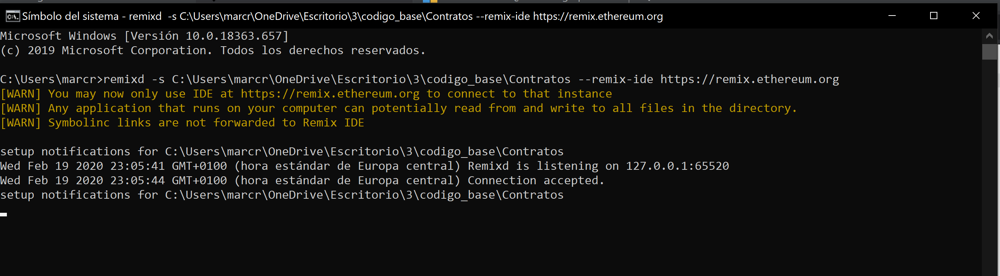 Símbolo del sistema - remixd  -s C:\Users\marcr\OneDrive\Escritorio\3\codigo_base\Contratos --remix-ide https://remix.ethereum.org
Microsoft Windows [Versión 10.0.18363.657]
(c) 2019 Microsoft Corporation. Todos los derechos reservados.
C:\Users\marcr>remixd -s C:\Users\marcr\OneDrive\Escritorio\3\codigo_base\Contratos --remix-ide https://remix.ethereum.org
[WARN] You may now only use IDE at https://remix.ethereum.org to connect to that instance
[WARN] Any application that runs on your computer can potentially read from and write to all files in the directory.
[WARN] Symbolinc links are not forwarded to Remix IDE
setup notifications for C:\Users\marcr\OneDrive\Escritorio\3\codigo_base\Contratos
Wed Feb 19 2020 23:05:41 GMT+0100 (hora estándar de Europa central) Remixd is listening on 127.0.0.1:65520
Wed Feb 19 2020 23:05:44 GMT+0100 (hora estándar de Europa central) Connection accepted.
setup notifications for C:\Users\marcr\OneDrive\Escritorio\3\codigo_base\Contratos